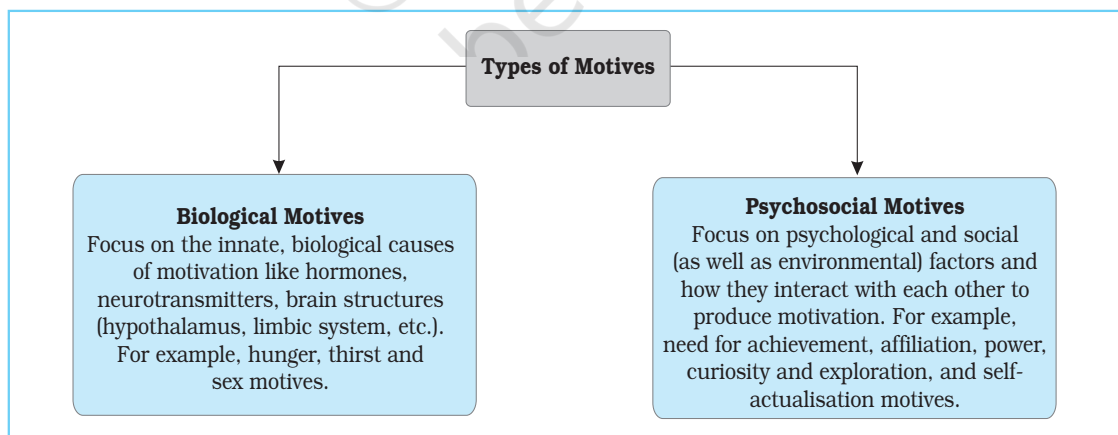 Types of Motives
Biological Motives
Focus on the innate, biological causes
of motivation like hormones,
neurotransmitters, brain structures
(hypothalamus, limbic system, etc.).
For example, hunger, thirst and
sex motives.
Psychosocial Motives
Focus on psychological and social
(as well as environmental) factors and
how they interact with each other to
produce motivation. For example,
need for achievement, affiliation, power,
curiosity and exploration, and self-
actualisation motives.